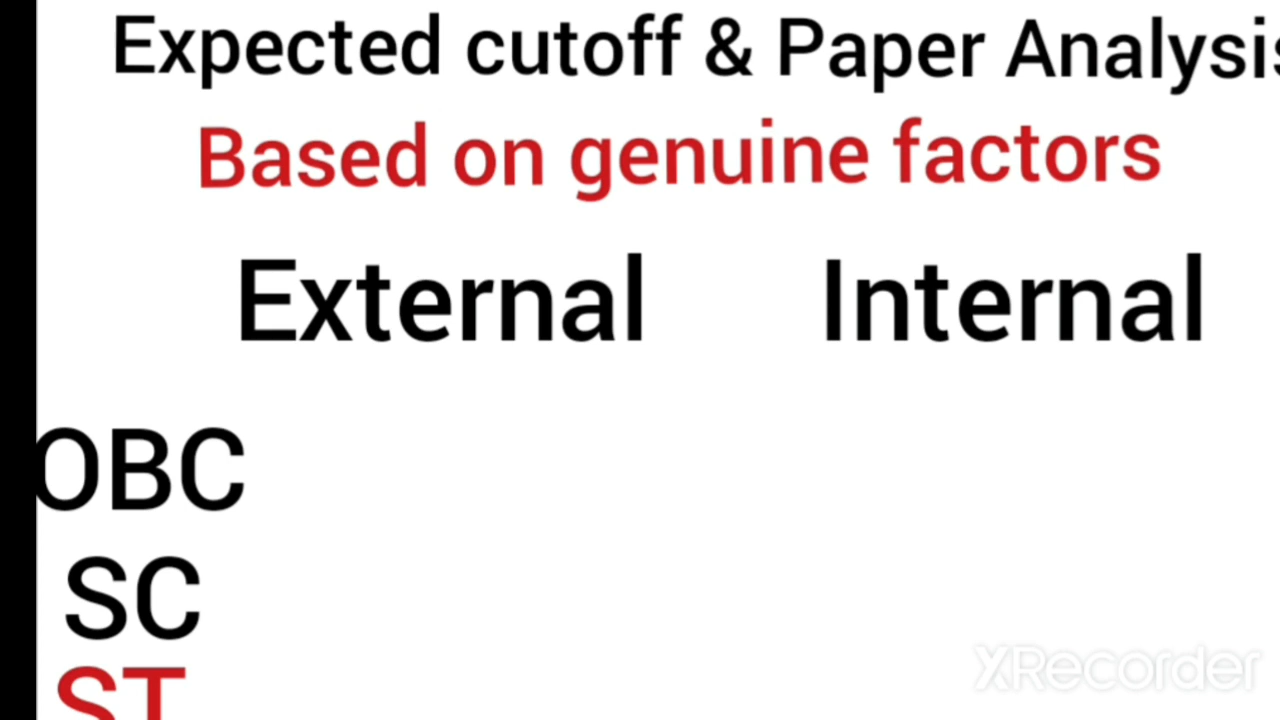 Expected cutoff & Paper Analysis
Based on genuine factors
External Internal
OBC
SC
ST
XRecorder